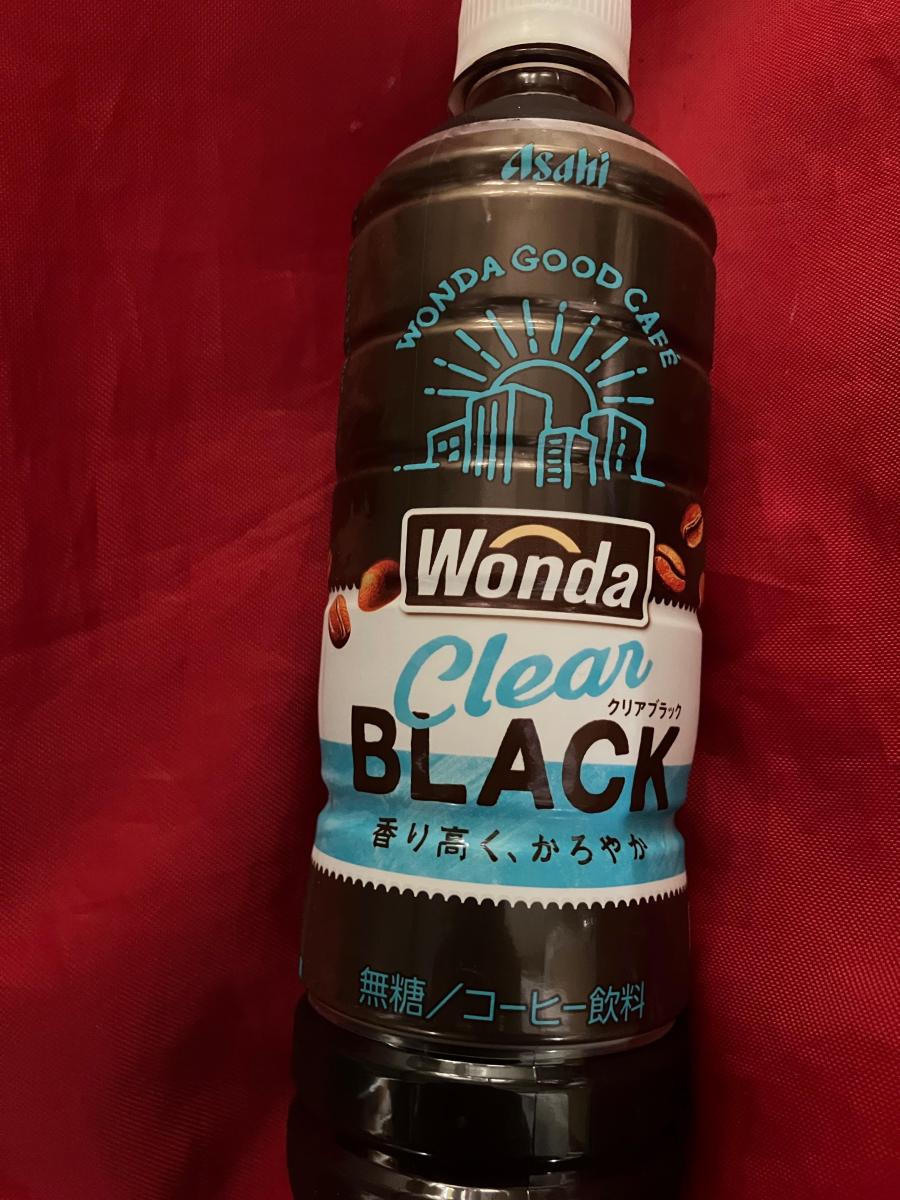 Asahi
WONDA GOOD CAFÉ
Wonda
Clear
クリアブラック
BLACK
香り高く、かろやか
無糖/コーヒー飲料